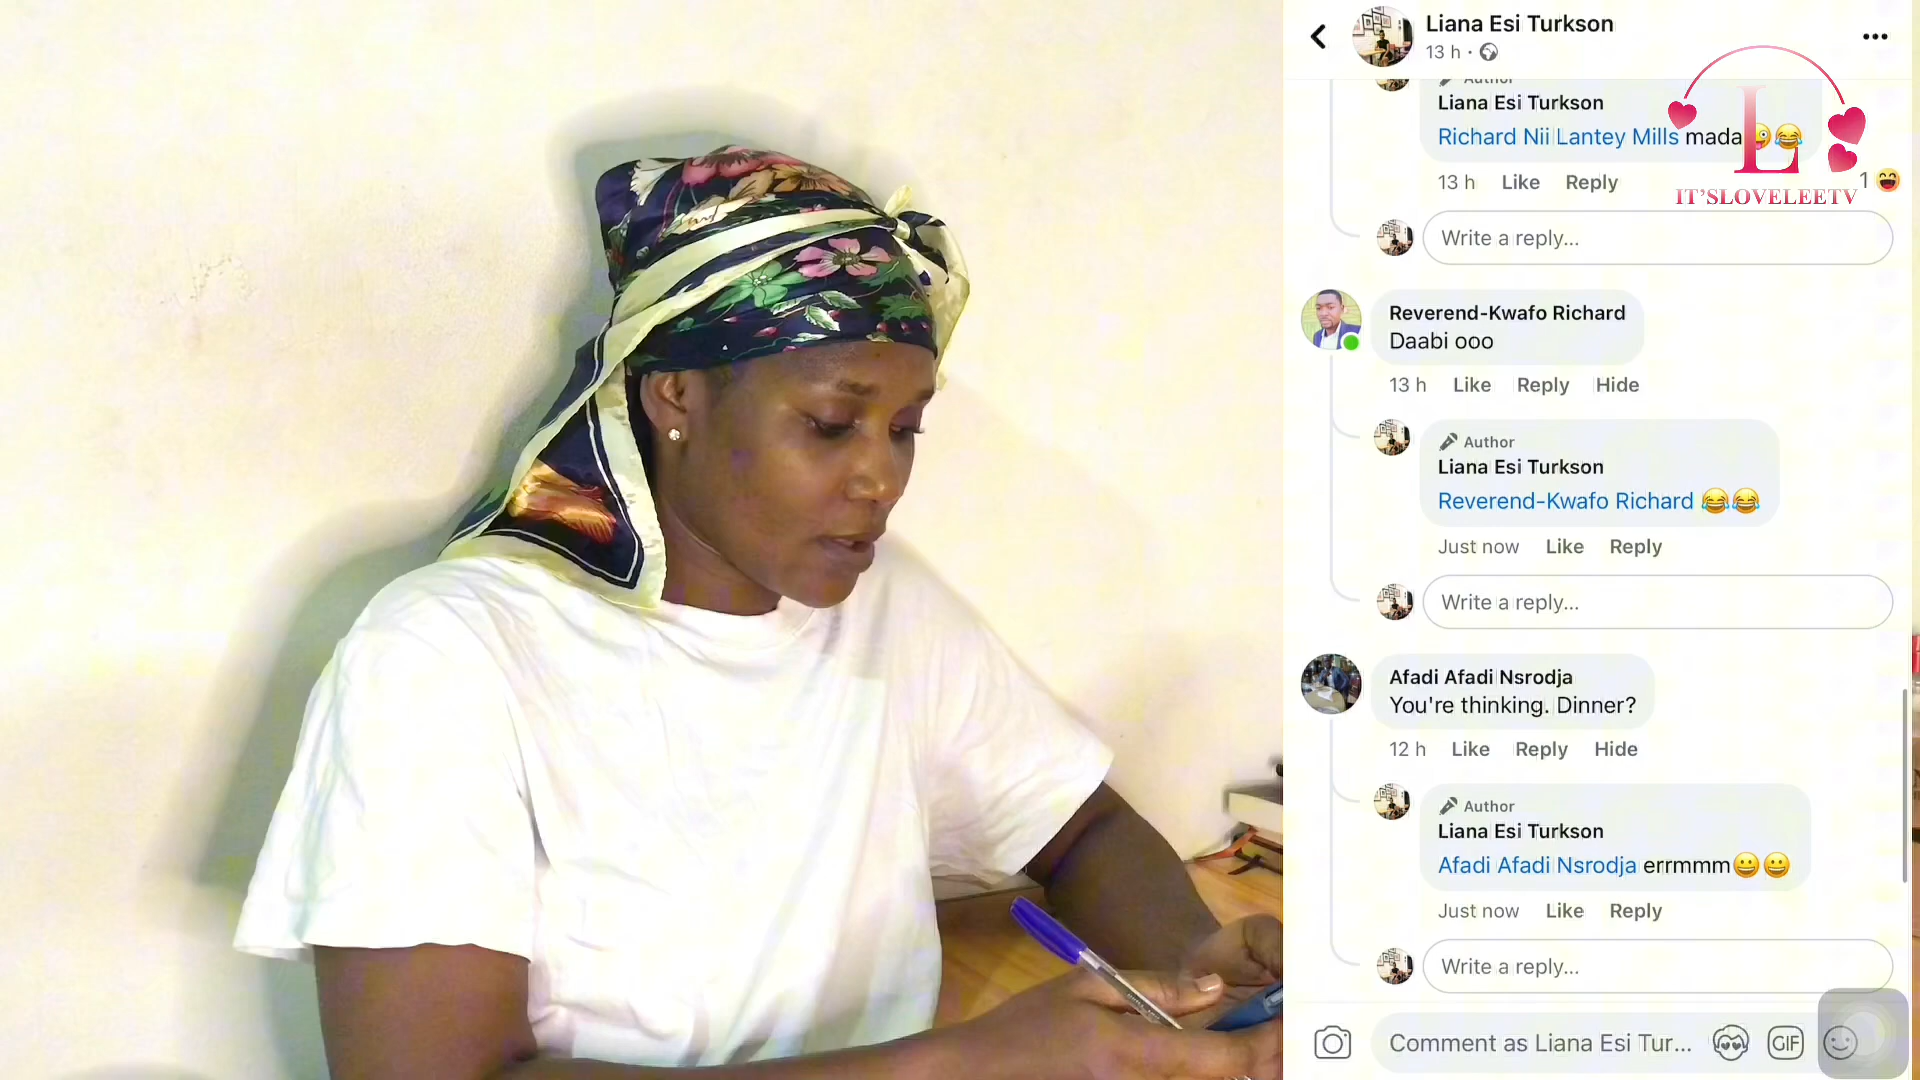 Liana Esi Turkson
13 h ·
Author
Liana Esi Turkson
Richard Nii Lantey Mills mada😜😂
13 h Like Reply
1 😆
L
IT'SLOVELEETV
Write a reply...
Reverend-Kwafo Richard
Daabi ooo
13 h Like Reply Hide
Author
Liana Esi Turkson
Reverend-Kwafo Richard 😂😂
Just now Like Reply
Write a reply...
Afadi Afadi Nsrodja
You're thinking. Dinner?
12 h Like Reply Hide
Author
Liana Esi Turkson
Afadi Afadi Nsrodja errmmm😀😀
Just now Like Reply
Write a reply...
Comment as Liana Esi Tur...
GIF